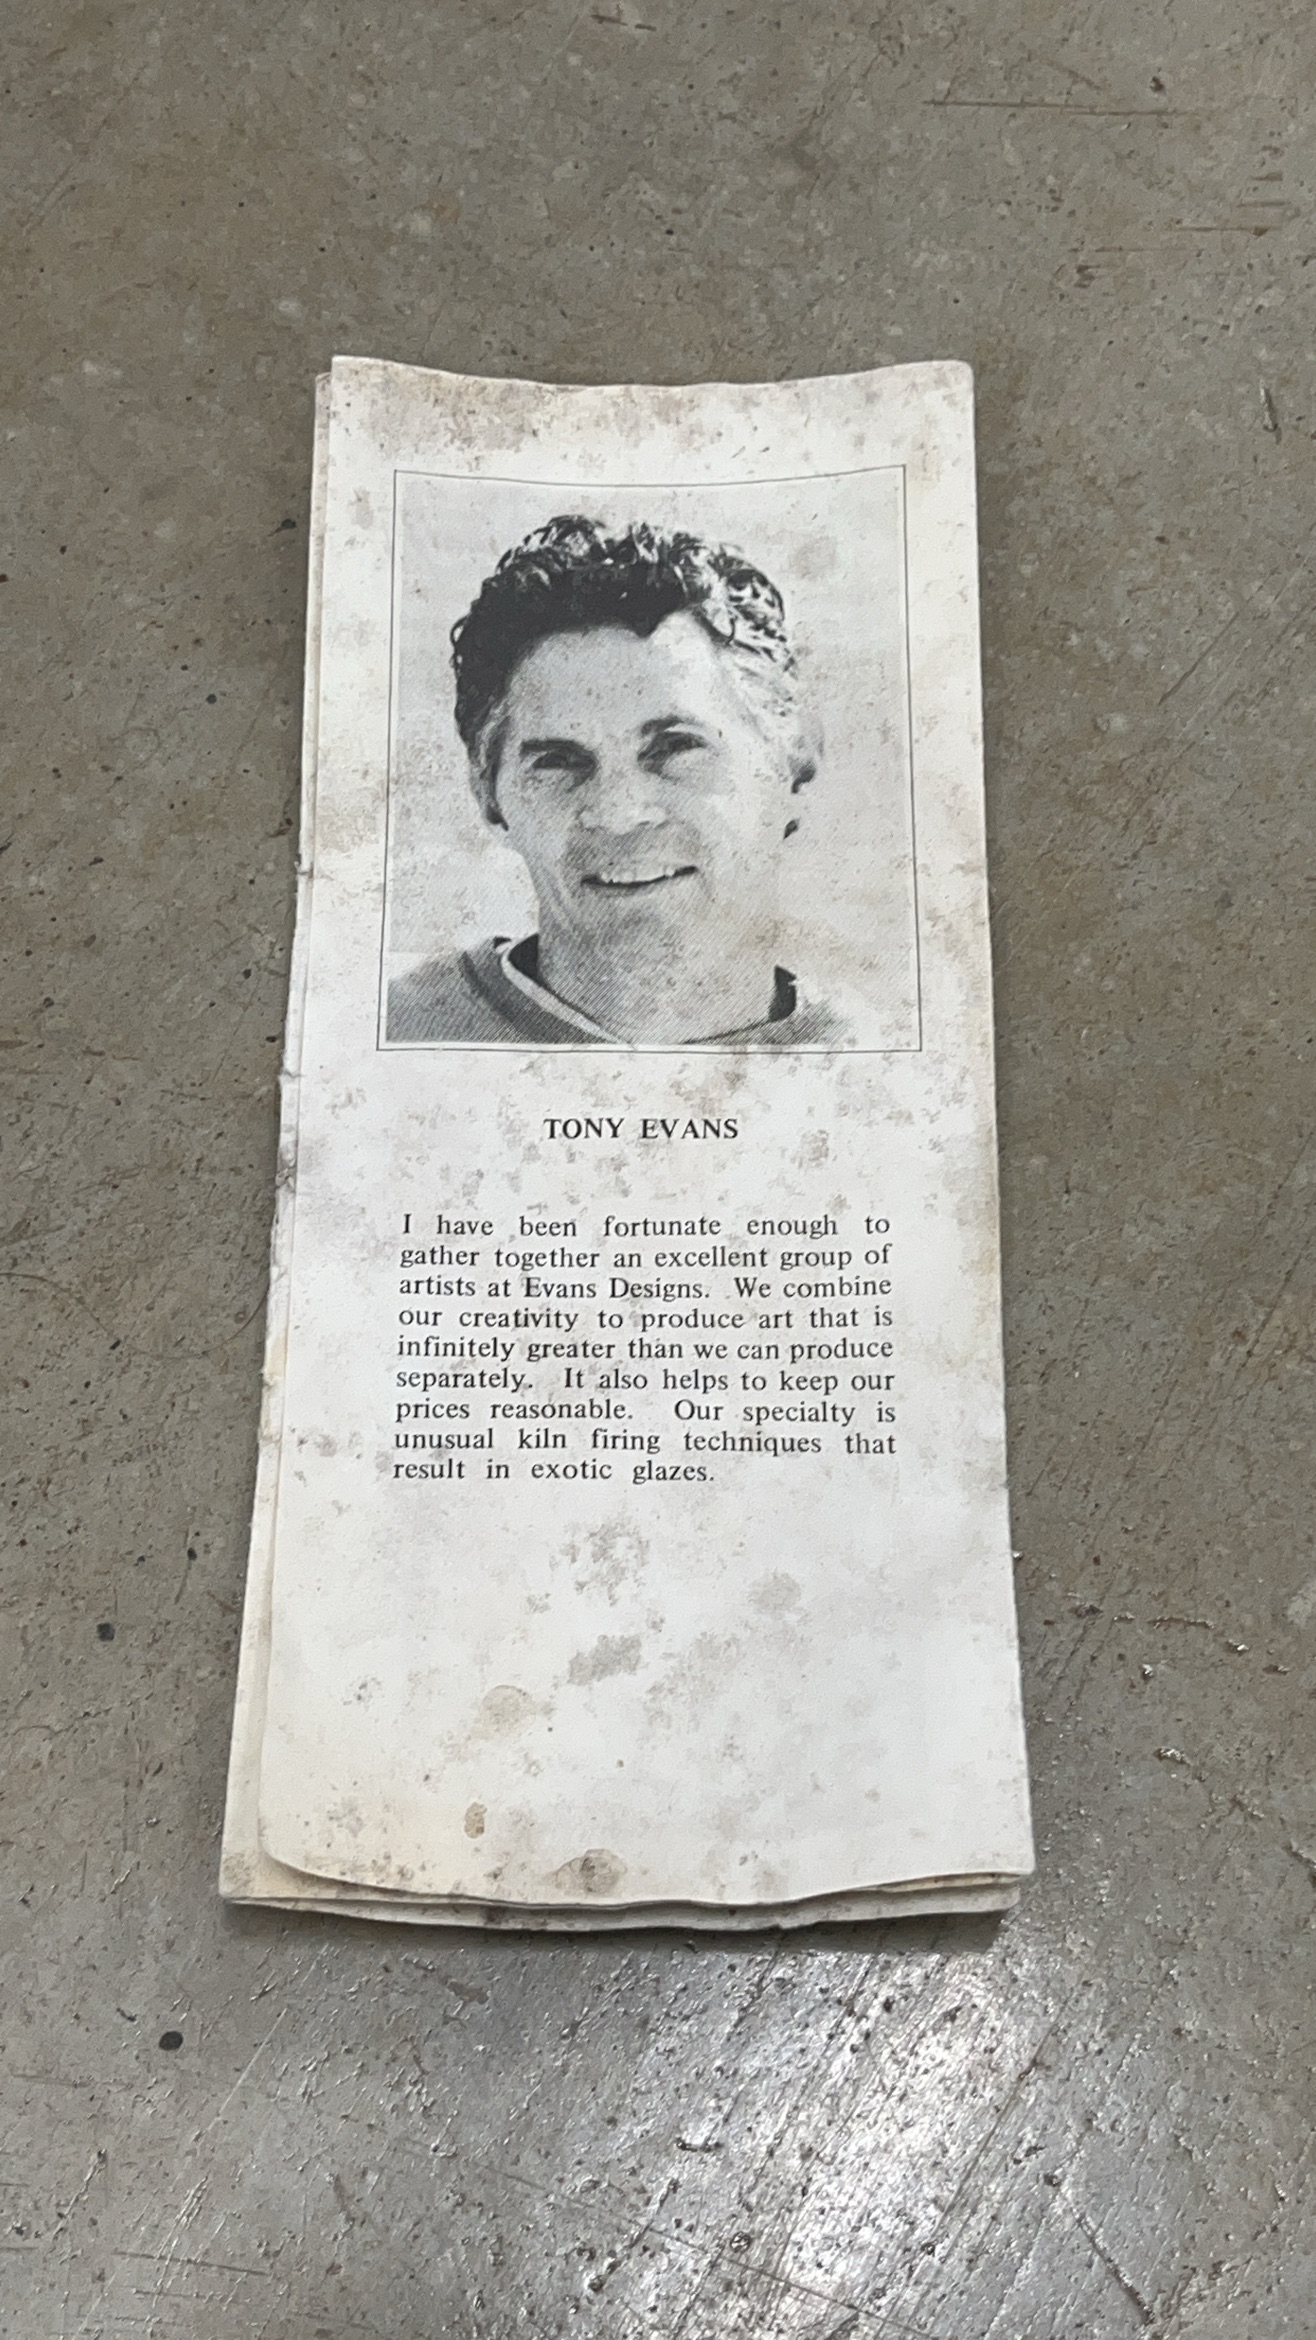 TONY EVANS
I have been fortunate enough to
gather together an excellent group of
artists at Evans Designs. We combine
our creativity to produce art that is
infinitely greater than we can produce
separately. It also helps to keep our
prices reasonable. Our specialty is
unusual kiln firing techniques that
result in exotic glazes.